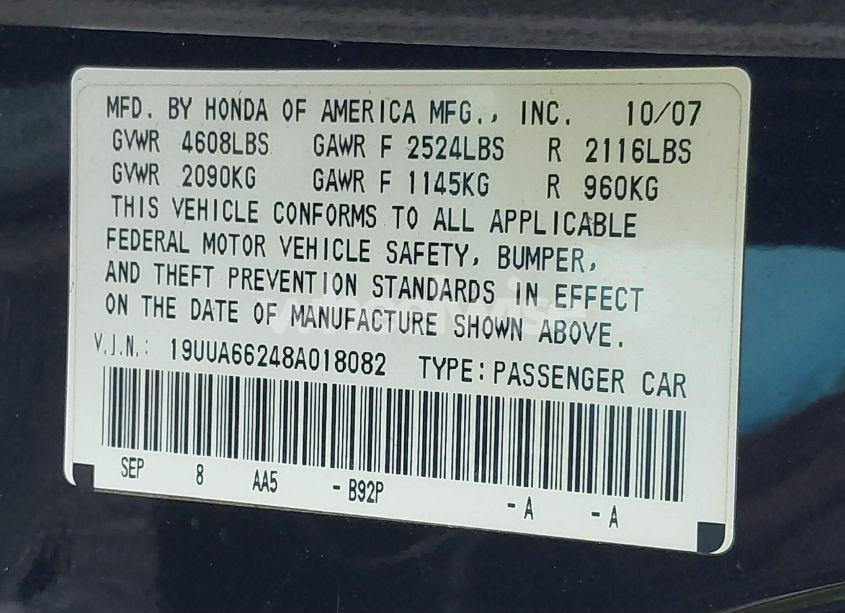 MFD. BY HONDA OF AMERICA MFG., INC. 10/07
GVWR 4608LBS GAWR F 2524LBS R 2116LBS
GVWR 2090KG GAWR F 1145KG R 960KG
THIS VEHICLE CONFORMS TO ALL APPLICABLE
FEDERAL MOTOR VEHICLE SAFETY, BUMPER,
AND THEFT PREVENTION STANDARDS IN EFFECT
ON THE DATE OF MANUFACTURE SHOWN ABOVE.
V.I.N.: 19UUA66248A018082 TYPE: PASSENGER CAR
SEP 8 AA5 - B92P - A - A